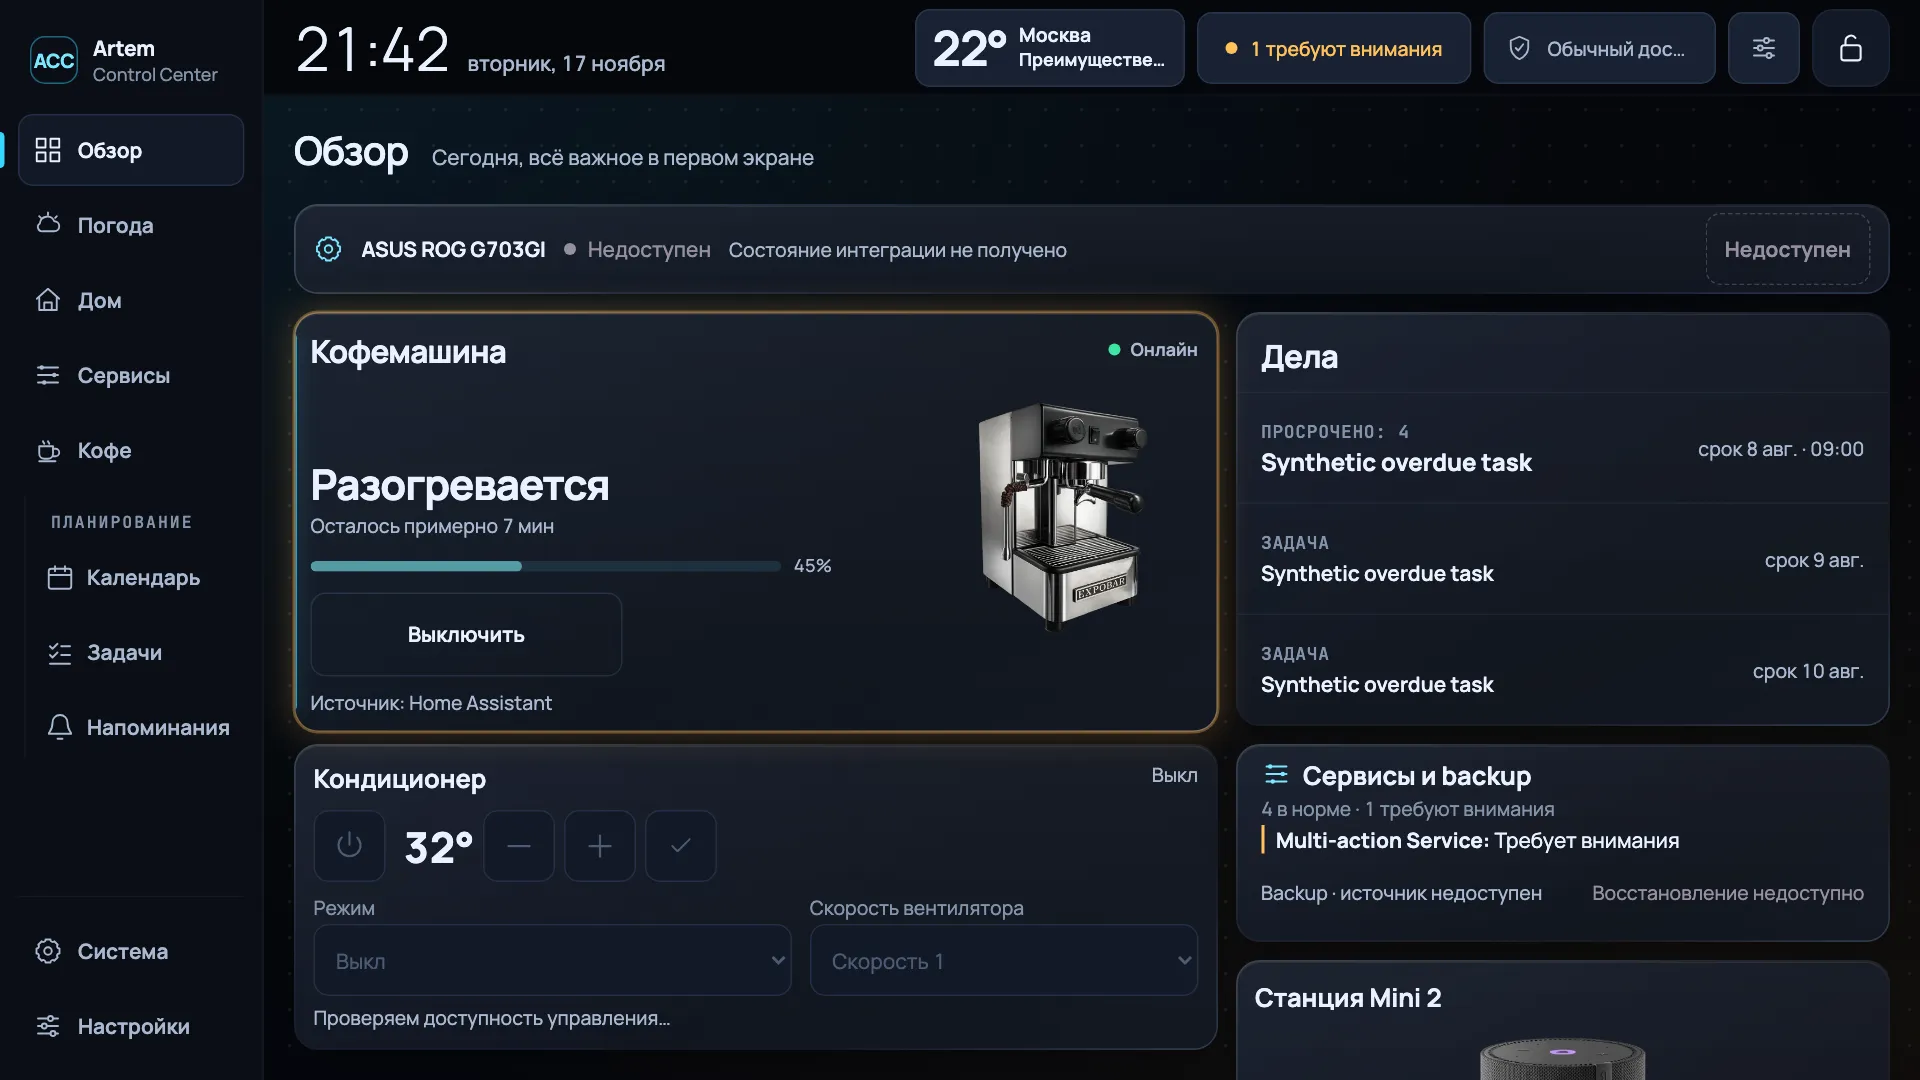 ACC
Artem
Control Center
Обзор
Погода
Дом
Сервисы
Кофе
ПЛАНИРОВАНИЕ
Календарь
Задачи
Напоминания
Система
Настройки
21:42
вторник, 17 ноября
22°
Москва
Преимуществе...
1 требуют внимания
Обычный дос...
Обзор
Сегодня, всё важное в первом экране
ASUS ROG G703GI
Недоступен
Состояние интеграции не получено
Недоступен
Кофемашина
Онлайн
Разогревается
Осталось примерно 7 мин
45%
Выключить
Источник: Home Assistant
EXPOBAR
Кондиционер
Выкл
32°
Режим
Выкл
Скорость вентилятора
Скорость 1
Проверяем доступность управления...
Дела
ПРОСРОЧЕНО: 4
Synthetic overdue task
срок 8 авг. · 09:00
ЗАДАЧА
Synthetic overdue task
срок 9 авг.
ЗАДАЧА
Synthetic overdue task
срок 10 авг.
Сервисы и backup
4 в норме · 1 требуют внимания
Multi-action Service: Требует внимания
Backup · источник недоступен
Восстановление недоступно
Станция Mini 2